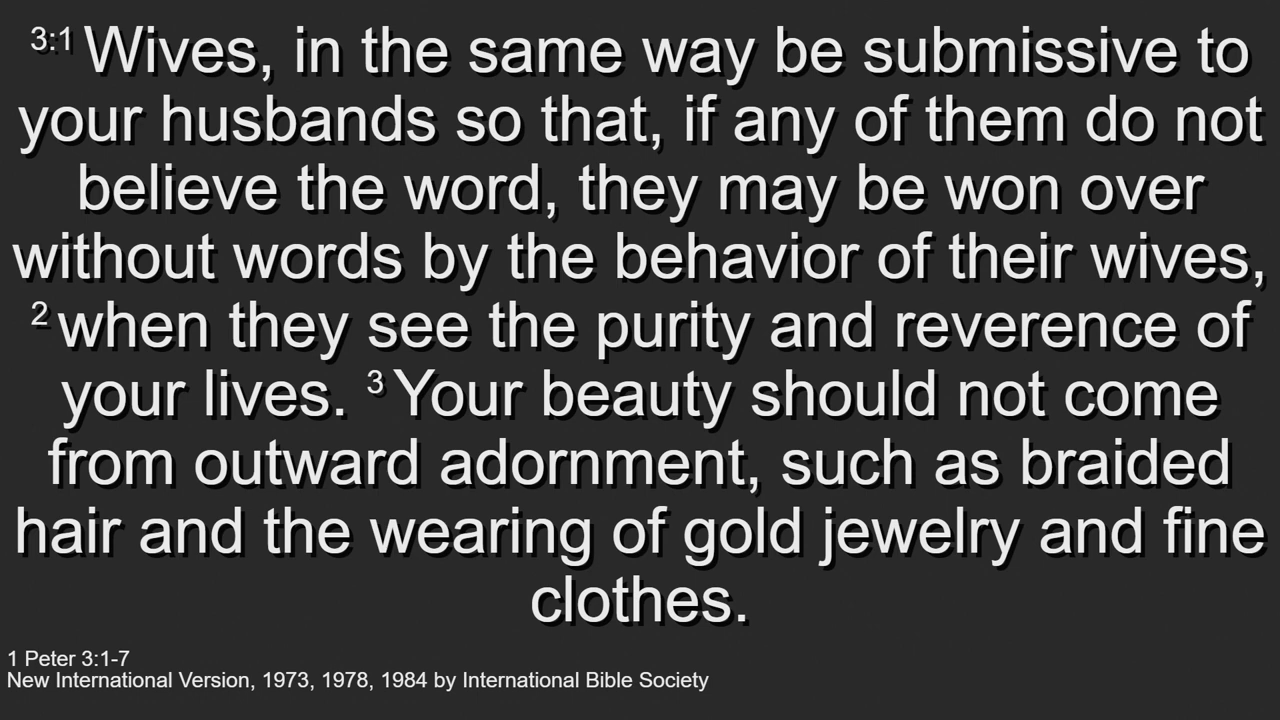 3:1 Wives, in the same way be submissive to
your husbands so that, if any of them do not
believe the word, they may be won over
without words by the behavior of their wives,
2 when they see the purity and reverence of
your lives. 3 Your beauty should not come
from outward adornment, such as braided
hair and the wearing of gold jewelry and fine
clothes.
1 Peter 3:1-7
New International Version, 1973, 1978, 1984 by International Bible Society